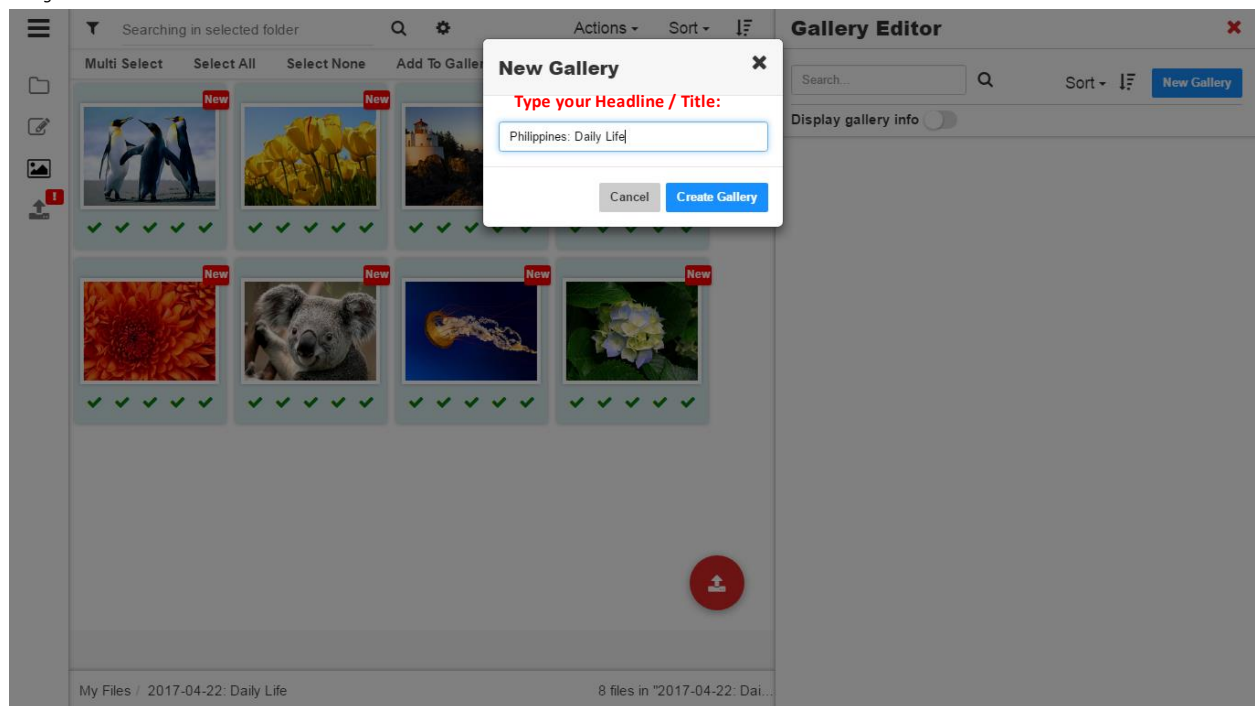 Searching in selected folder
Actions
Sort
Gallery Editor
Multi Select
Select All
Select None
Add To Galler
New Gallery
Search...
Sort
New Gallery
Type your Headline / Title:
Display gallery info
Philippines: Daily Life
Cancel
Create Gallery
New
New
New
New
New
New
!
My Files / 2017-04-22: Daily Life
8 files in "2017-04-22: Dai...